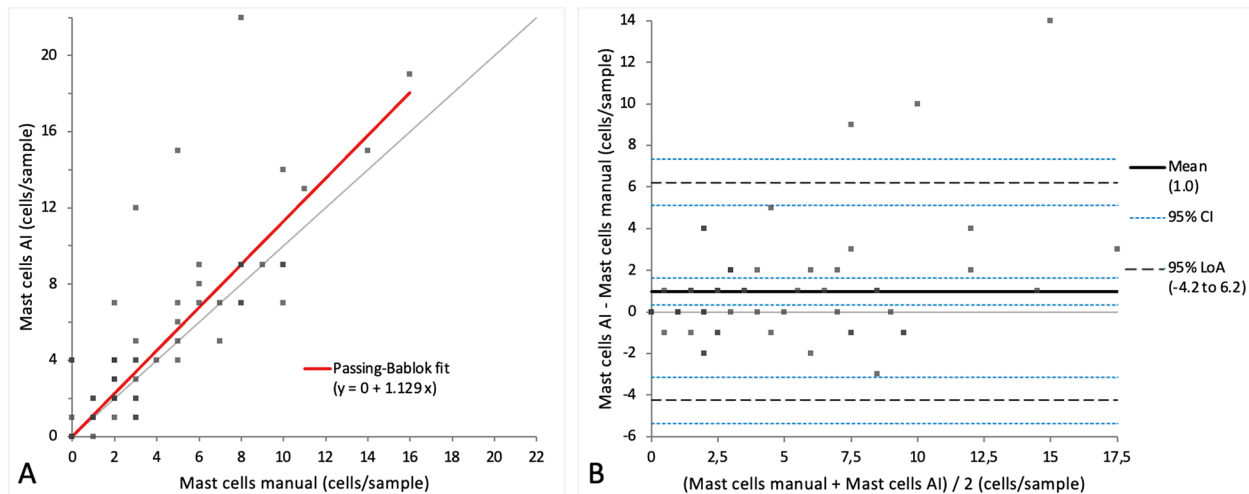 20
16
12
8
4
0
Mast cells AI (cells/sample)
Passing-Bablok fit
(y = 0 + 1.129 x)
0 2 4 6 8 10 12 14 16 18 20 22
Mast cells manual (cells/sample)
A
14
12
10
8
6
4
2
0
-2
-4
-6
Mast cells AI - Mast cells manual (cells/sample)
Mean
(1.0)
95% CI
95% LoA
(-4.2 to 6.2)
0 2,5 5 7,5 10 12,5 15 17,5
(Mast cells manual + Mast cells AI) / 2 (cells/sample)
B